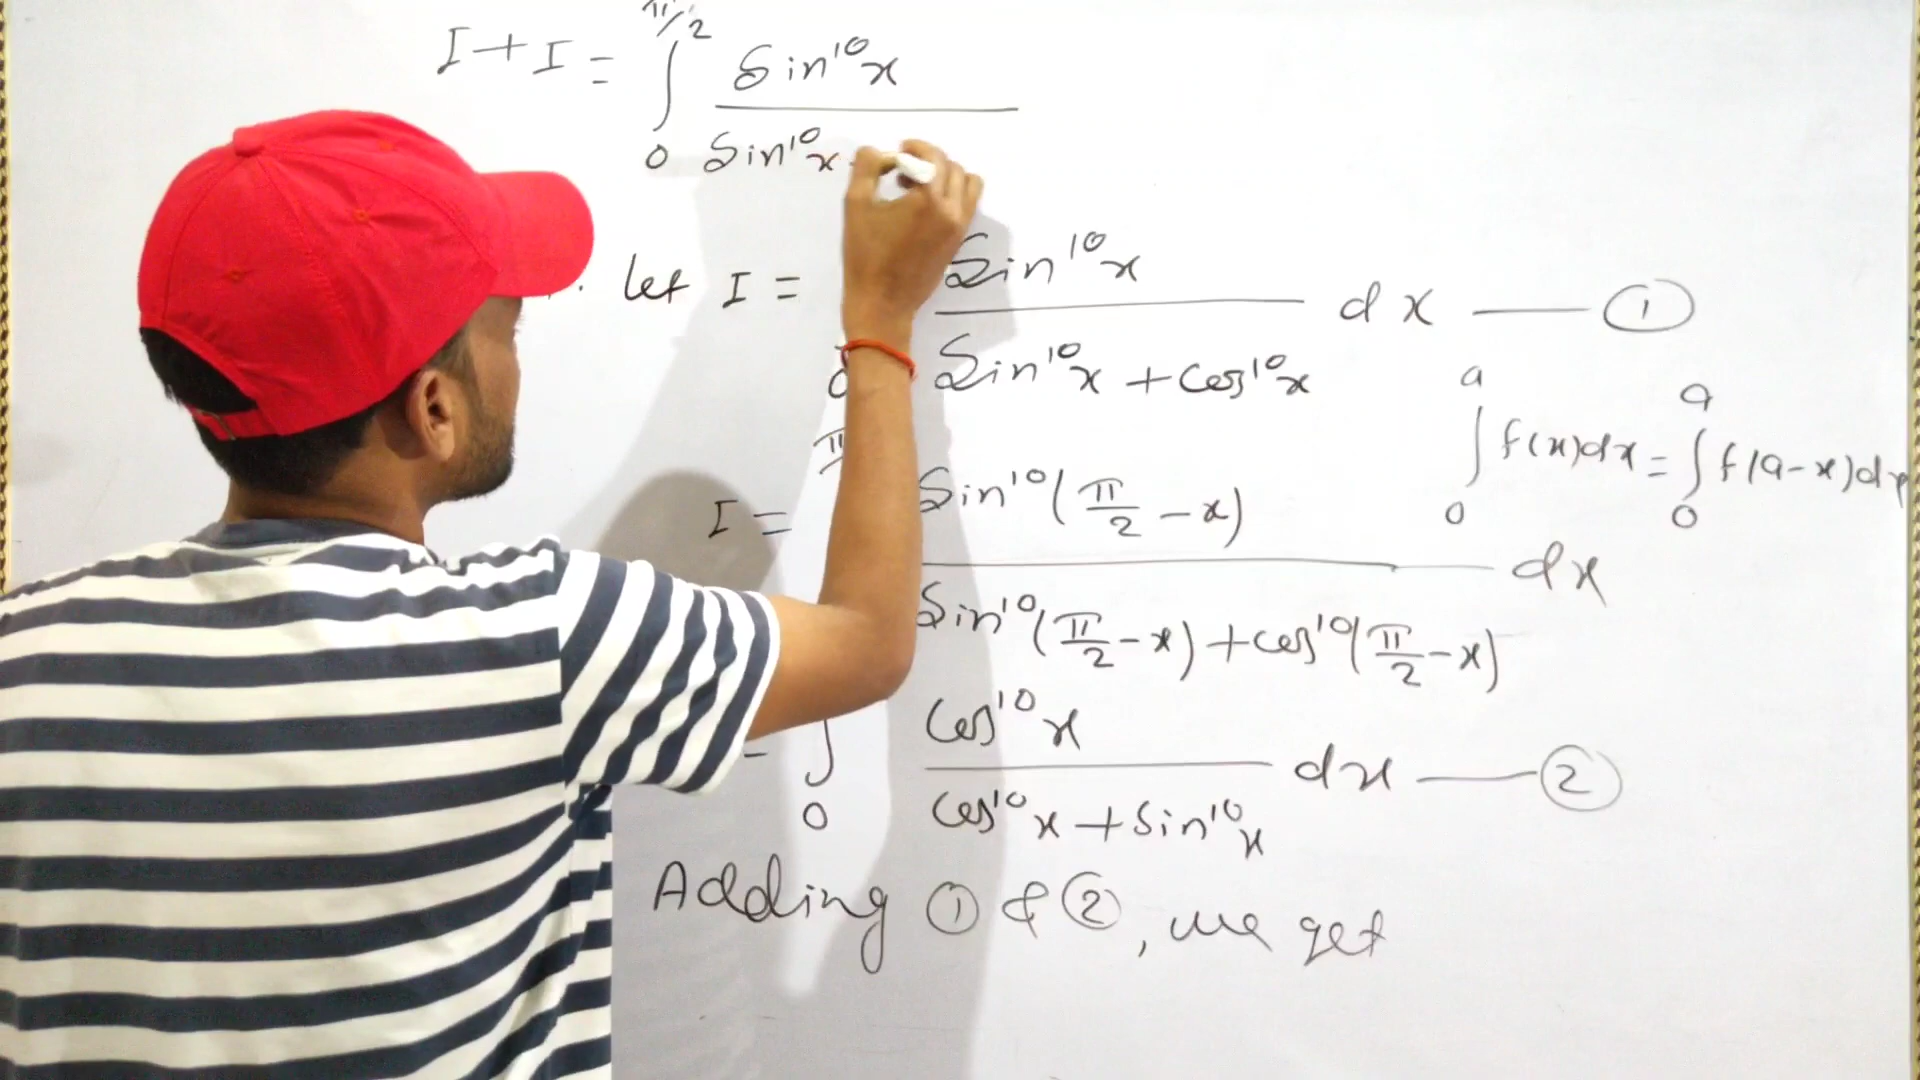 I + I = ∫ π/2 0 Sin¹⁰x / Sin¹⁰x
let I = 0 Sin¹⁰x / Sin¹⁰x + Cos¹⁰x dx — ①
∫ a 0 f(x)dx = ∫ a 0 f(a-x)dx
I = π Sin¹⁰(π/2 - x) / Sin¹⁰(π/2 - x) + Cos¹⁰(π/2 - x) dx
∫ 0 Cos¹⁰x / Cos¹⁰x + Sin¹⁰x dx — ②
Adding ① & ②, we get